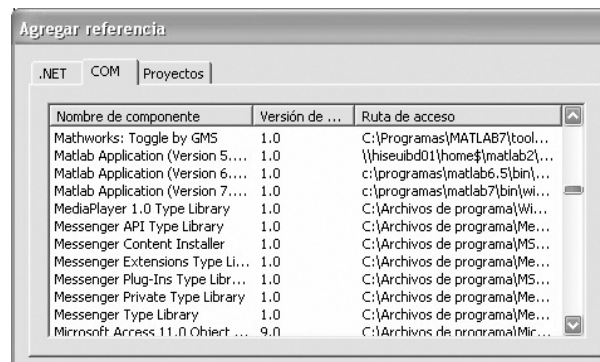 Agregar referencia
.NET COM Proyectos
Nombre de componente Versión de ... Ruta de acceso
Mathworks: Toggle by GMS 1.0 C:\Programas\MATLAB7\tool...
Matlab Application (Version 5.... 1.0 \\hiseuibd01\home$\matlab2\...
Matlab Application (Version 6.... 1.0 c:\programas\matlab6.5\bin\...
Matlab Application (Version 7.... 1.0 c:\programas\matlab7\bin\wi...
MediaPlayer 1.0 Type Library 1.0 C:\Archivos de programa\Wi...
Messenger API Type Library 1.0 C:\Archivos de programa\Me...
Messenger Content Installer 1.0 C:\Archivos de programa\MS...
Messenger Extensions Type Li... 1.0 C:\Archivos de programa\Me...
Messenger Plug-Ins Type Libr... 1.0 C:\Archivos de programa\MS...
Messenger Private Type Library 1.0 C:\Archivos de programa\Me...
Messenger Type Library 1.0 C:\Archivos de programa\Me...
Microsoft Access 11.0 Object ... 9.0 C:\Archivos de programa\Mic...